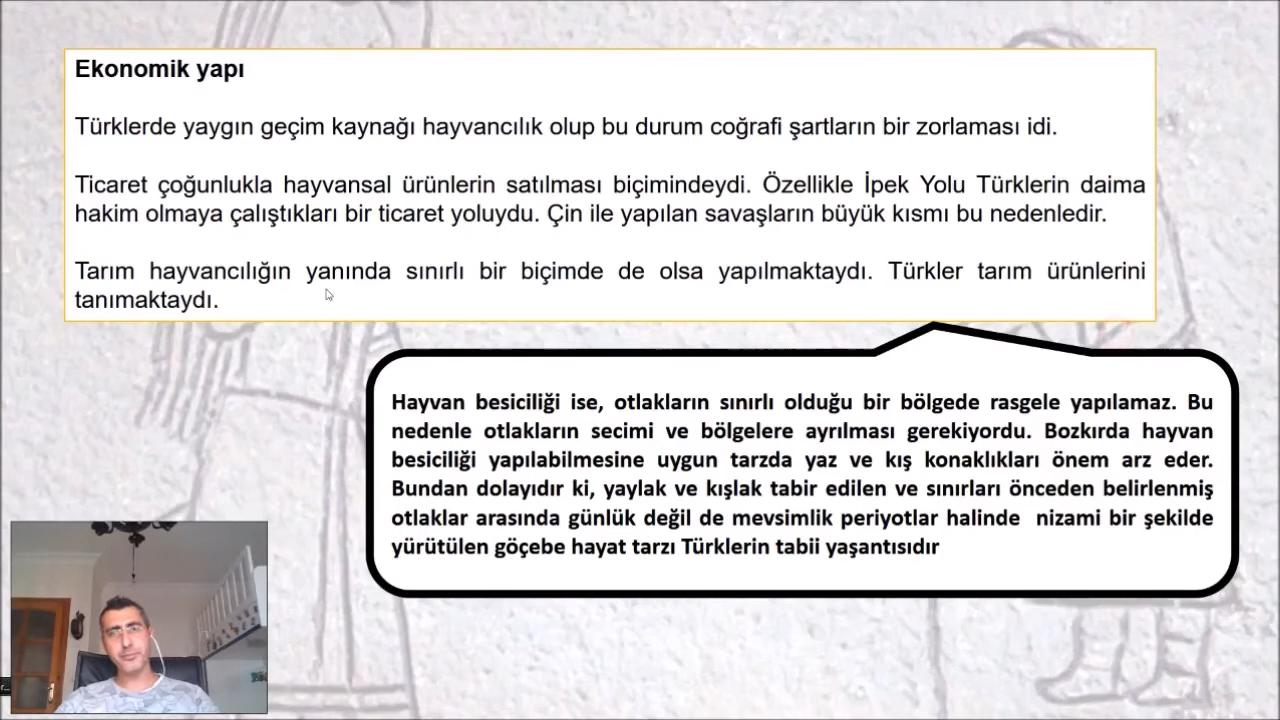 Ekonomik yapı
Türklerde yaygın geçim kaynağı hayvancılık olup bu durum coğrafi şartların bir zorlaması idi.
Ticaret çoğunlukla hayvansal ürünlerin satılması biçimindeydi. Özellikle İpek Yolu Türklerin daima
hakim olmaya çalıştıkları bir ticaret yoluydu. Çin ile yapılan savaşların büyük kısmı bu nedenledir.
Tarım hayvancılığın yanında sınırlı bir biçimde de olsa yapılmaktaydı. Türkler tarım ürünlerini
tanımaktaydı.
Hayvan besiciliği ise, otlakların sınırlı olduğu bir bölgede rasgele yapılamaz. Bu
nedenle otlakların secimi ve bölgelere ayrılması gerekiyordu. Bozkırda hayvan
besiciliği yapılabilmesine uygun tarzda yaz ve kış konaklıkları önem arz eder.
Bundan dolayıdır ki, yaylak ve kışlak tabir edilen ve sınırları önceden belirlenmiş
otlaklar arasında günlük değil de mevsimlik periyotlar halinde nizami bir şekilde
yürütülen göçebe hayat tarzı Türklerin tabii yaşantısıdır